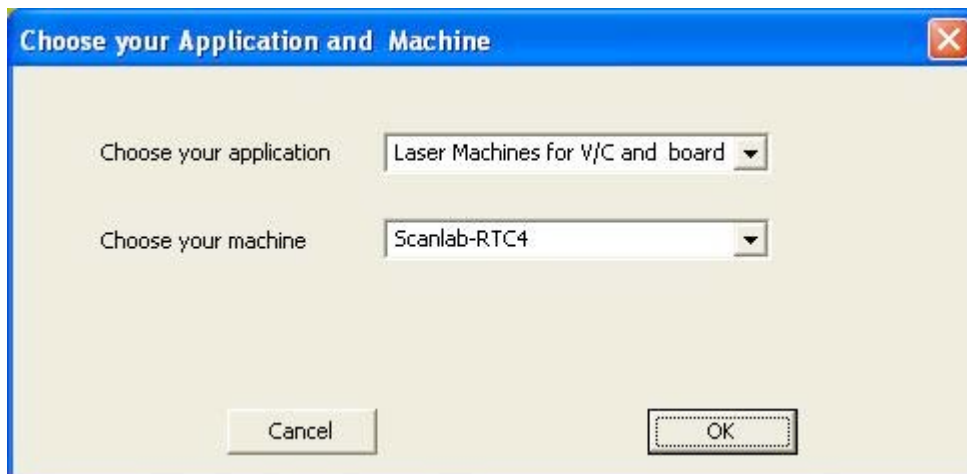 Choose your Application and Machine
Choose your application
Laser Machines for V/C and board
Choose your machine
Scanlab-RTC4
Cancel
OK